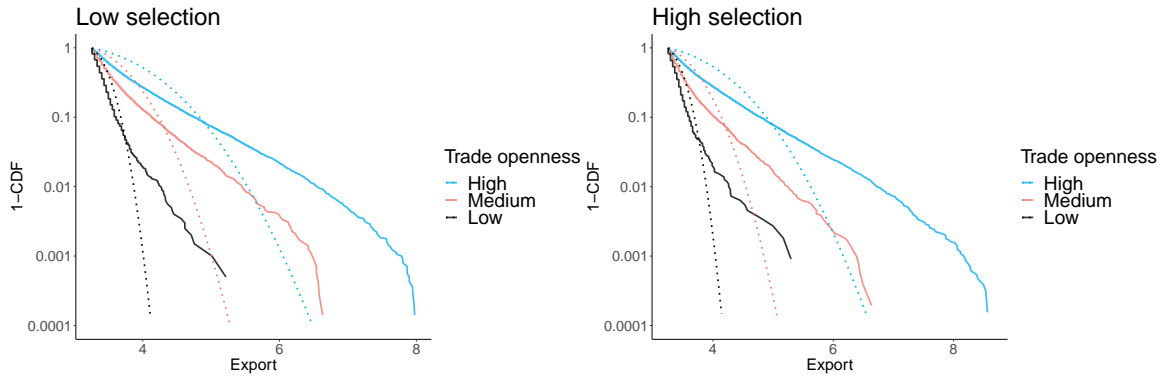 Low selection
1
0.1
0.01
0.001
0.0001
1−CDF
4
6
8
Export
Trade openness
High
Medium
Low
High selection
1
0.1
0.01
0.001
0.0001
1−CDF
4
6
8
Export
Trade openness
High
Medium
Low